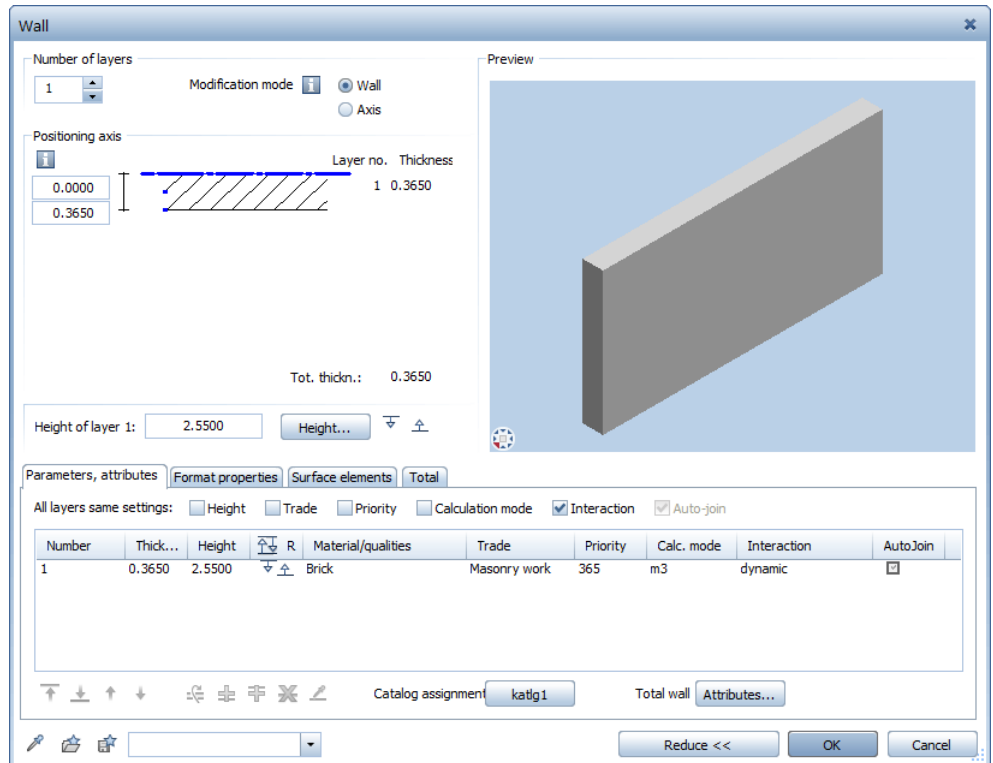 Wall
Number of layers
1
Modification mode
Wall
Axis
Preview
Positioning axis
Layer no. Thickness
0.0000
1 0.3650
0.3650
Tot. thickn.: 0.3650
Height of layer 1: 2.5500 Height...
Parameters, attributes Format properties Surface elements Total
All layers same settings: Height Trade Priority Calculation mode Interaction Auto-join
Number Thick... Height R Material/qualities Trade Priority Calc. mode Interaction AutoJoin
1 0.3650 2.5500 Brick Masonry work 365 m3 dynamic
Catalog assignment katlg1 Total wall Attributes...
Reduce << OK Cancel